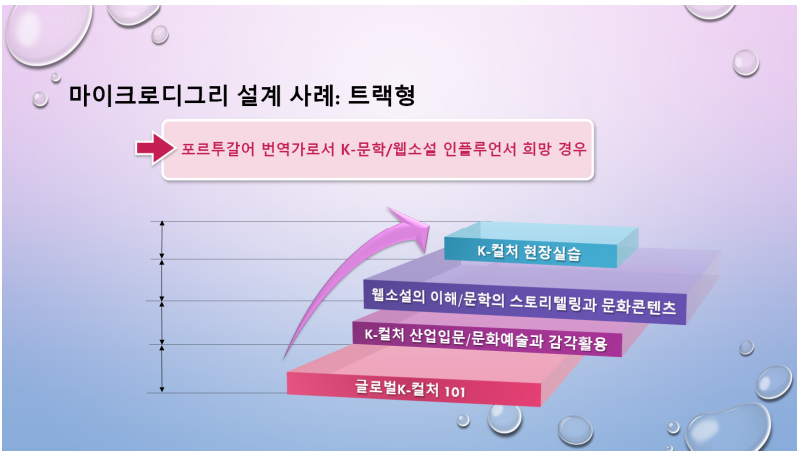 마이크로디그리 설계 사례: 트랙형
포르투갈어 번역가로서 K-문학/웹소설 인플루언서 희망 경우
K-컬처 현장실습
웹소설의 이해/문학의 스토리텔링과 문화콘텐츠
K-컬처 산업입문/문화예술과 감각활용
글로벌K-컬처 101